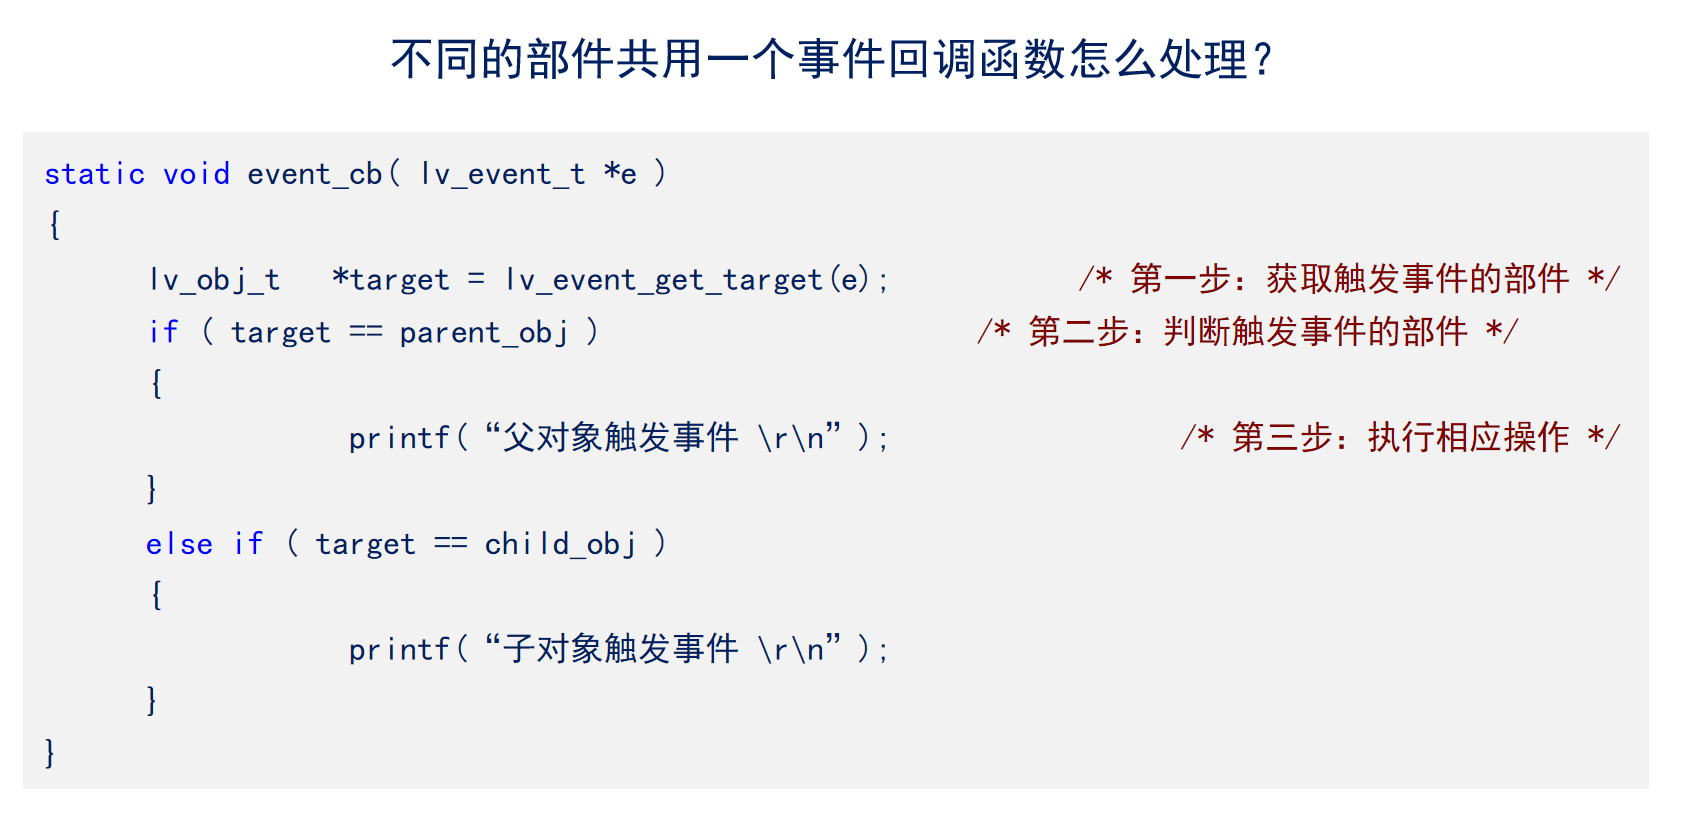 不同的部件共用一个事件回调函数怎么处理？
static void event_cb( lv_event_t *e )
{
lv_obj_t *target = lv_event_get_target(e); /* 第一步：获取触发事件的部件 */
if ( target == parent_obj ) /* 第二步：判断触发事件的部件 */
{
printf(“父对象触发事件 \r\n”); /* 第三步：执行相应操作 */
}
else if ( target == child_obj )
{
printf(“子对象触发事件 \r\n”);
}
}